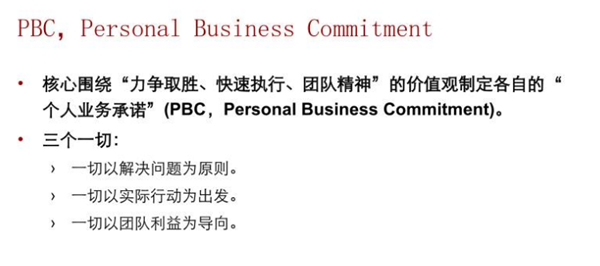 PBC，Personal Business Commitment
• 核心围绕“力争取胜、快速执行、团队精神”的价值观制定各自的“
个人业务承诺”(PBC，Personal Business Commitment)。
• 三个一切：
› 一切以解决问题为原则。
› 一切以实际行动为出发。
› 一切以团队利益为导向。